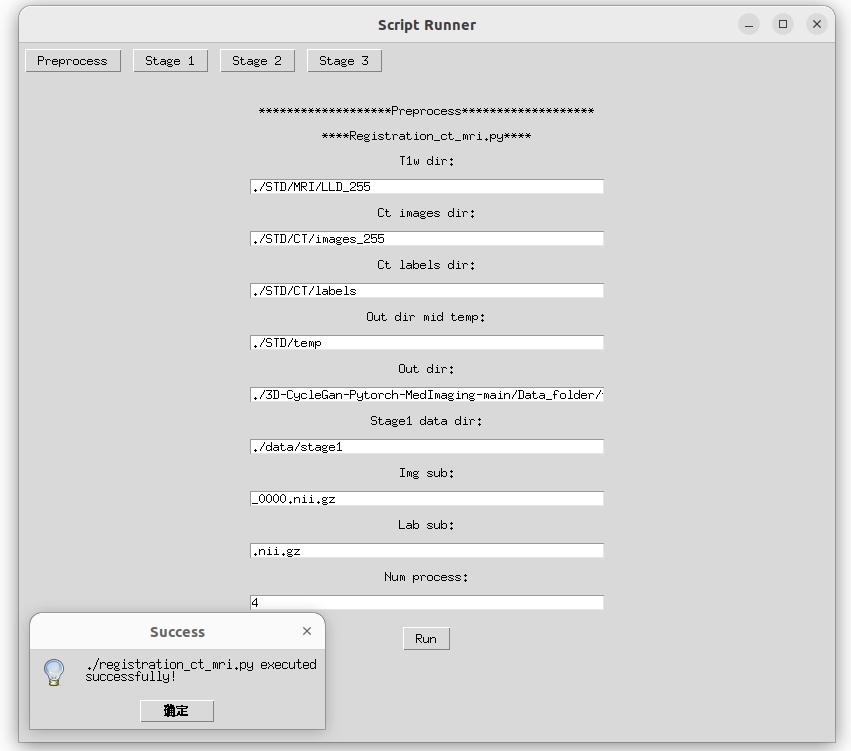 Script Runner
Preprocess Stage 1 Stage 2 Stage 3
*******************Preprocess*******************
****Registration_ct_mri.py****
T1w dir:
./STD/MRI/LLD_255
Ct images dir:
./STD/CT/images_255
Ct labels dir:
./STD/CT/labels
Out dir mid temp:
./STD/temp
Out dir:
./3D-CycleGan-Pytorch-MedImaging-main/Data_folder/
Stage1 data dir:
./data/stage1
Img sub:
_0000.nii.gz
Lab sub:
.nii.gz
Num process:
4
Run
Success
./registration_ct_mri.py executed
successfully!
确定